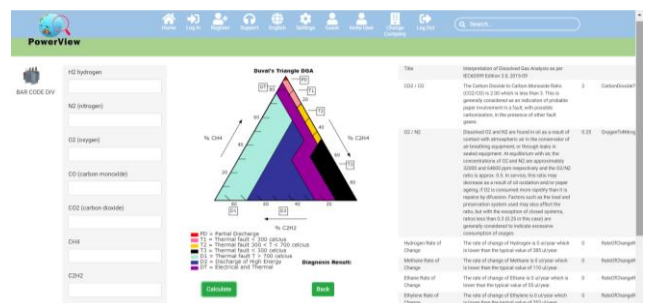 PowerView
Home
Log In
Register
Support
English
Settings
Guest
Invite User
Change Company
Log Out
Search...
BAR CODE DIV
H2 hydrogen
N2 (nitrogen)
O2 (oxygen)
CO (carbon monoxide)
CO2 (carbon dioxide)
CH4
C2H2
Duval's Triangle DGA
PD
DT
T1
T2
T3
% CH4
% C2H4
D1
D2
% C2H2
PD = Partial Discharge
T1 = Thermal fault < 300 celcius
T2 = Thermal fault 300 < T < 700 celcius
T3 = Thermal fault < 300 celcius
D1 = Thermal fault T > 700 celcius
D2 = Discharge of High Energy
DT = Electrical and Thermal
Diagnosis Result:
Calculate
Back
Title
Interpretation of Dissolved Gas Analysis as per
IEC60599 Edition 3.0, 2015-09
CO2 / CO
The Carbon Dioxide to Carbon Monoxide Ratio
(CO2/CO) is 2.00 which is less than 3. This is
generally considered as an indication of probable
paper involvement in a fault, with possible
carbonization, in the presence of other fault
gases.
O2 / N2
Dissolved O2 and N2 are found in oil as a result of
contact with atmospheric air in the conservator of
air-breathing equipment, or through leaks in
sealed equipment. At equilibrium with air, the
concentrations of O2 and N2 are approximately
32000 and 64000 ppm respectively and the O2/N2
ratio is approx. 0.5. In service, this ratio may
decrease as a result of oil oxidation and/or paper
ageing, if O2 is consumed more rapidly than it is
replaced by diffusion. Factors such as the load and
preservation system used may also affect the
ratio, but with the exception of closed systems,
ratios less than 0.3 (0.25 in this case) are
generally considered to indicate excessive
consumption of oxygen.
0.25
Hydrogen Rate of
Change
The rate of change of Hydrogen is 0 ul/year which
is lower than the typical value of
0
Methane Rate of
Change
The rate of change of Methane is 0 ul/year which
is lower than the typical value of 110 ul/year
0
Ethane Rate of
Change
The rate of change of Ethane is 0 ul/year which is
lower than the typical value of
0
Ethylene Rate of
Change
The rate of change of Ethylene is 0 ul/year which
0